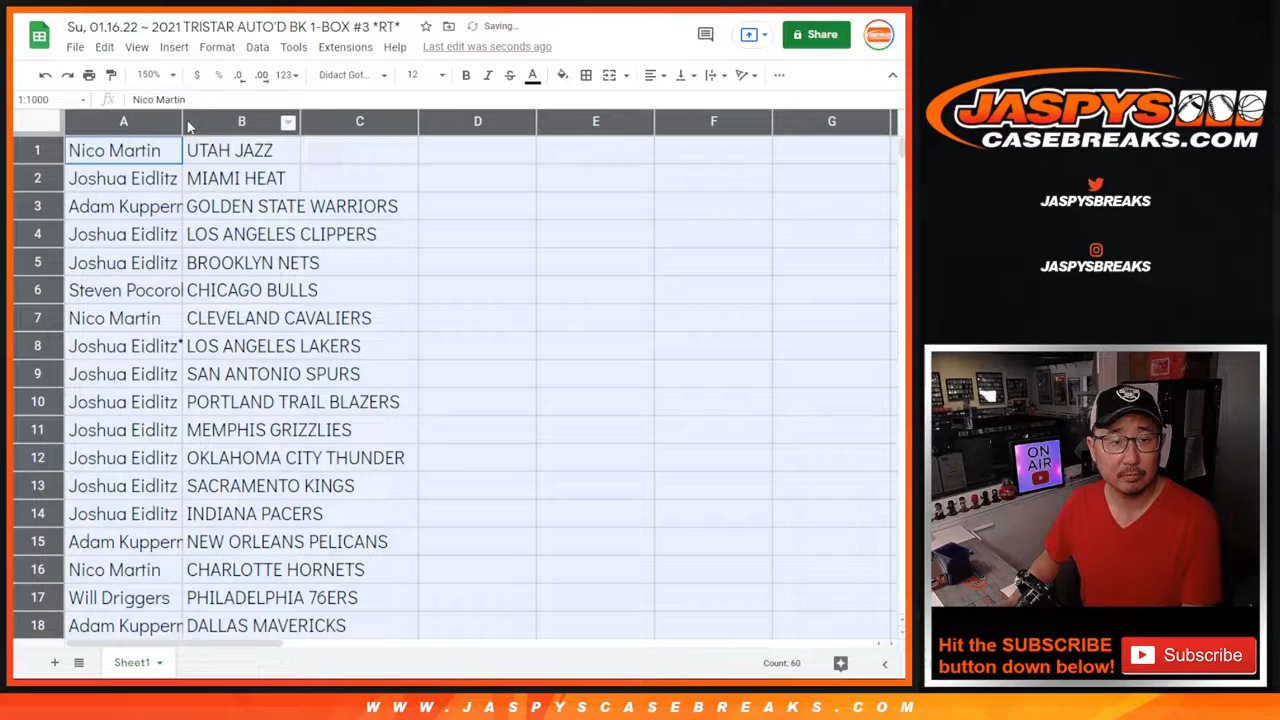 Su, 01.16.22 ~ 2021 TRISTAR AUTO'D BK 1-BOX #3 *RT*
Saving...
File Edit View Insert Format Data Tools Extensions Help Last edit was seconds ago
Share
150% $ % .0 .00 123 Didact Got... 12 B I S A
1:1000 fx Nico Martin
A B C D E F G
1 Nico Martin UTAH JAZZ
2 Joshua Eidlitz MIAMI HEAT
3 Adam Kupperm GOLDEN STATE WARRIORS
4 Joshua Eidlitz LOS ANGELES CLIPPERS
5 Joshua Eidlitz BROOKLYN NETS
6 Steven Pocorol CHICAGO BULLS
7 Nico Martin CLEVELAND CAVALIERS
8 Joshua Eidlitz* LOS ANGELES LAKERS
9 Joshua Eidlitz SAN ANTONIO SPURS
10 Joshua Eidlitz PORTLAND TRAIL BLAZERS
11 Joshua Eidlitz MEMPHIS GRIZZLIES
12 Joshua Eidlitz OKLAHOMA CITY THUNDER
13 Joshua Eidlitz SACRAMENTO KINGS
14 Joshua Eidlitz INDIANA PACERS
15 Adam Kupperm NEW ORLEANS PELICANS
16 Nico Martin CHARLOTTE HORNETS
17 Will Driggers PHILADELPHIA 76ERS
18 Adam Kupperm DALLAS MAVERICKS
Sheet1
Count: 60
JASPYS
CASEBREAKS.COM
JASPYSBREAKS
JASPYSBREAKS
ON
AIR
Hit the SUBSCRIBE
button down below!
Subscribe
WWW.JASPYSCASEBREAKS.COM